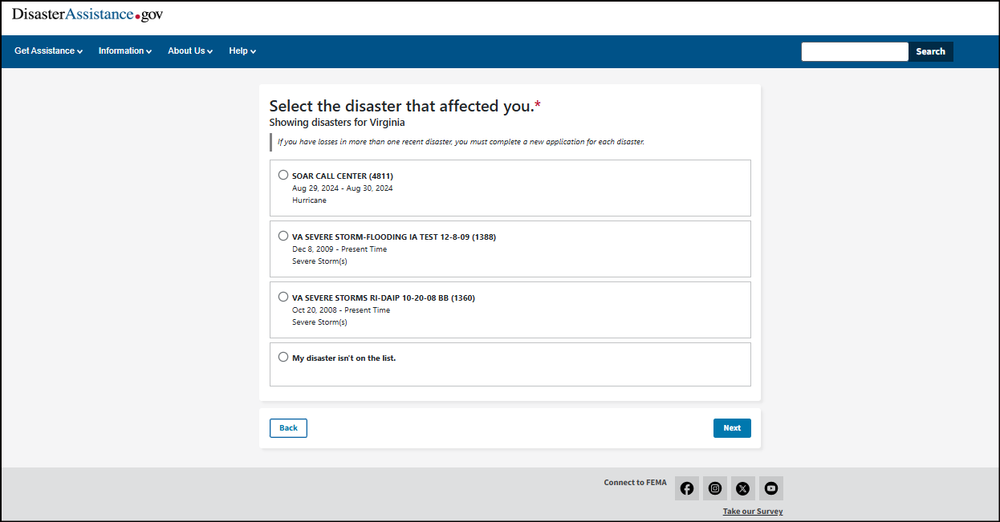 DisasterAssistance.gov
Get Assistance Information About Us Help Search
Select the disaster that affected you.*
Showing disasters for Virginia
If you have losses in more than one recent disaster, you must complete a new application for each disaster.
SOAR CALL CENTER (4811)
Aug 29, 2024 - Aug 30, 2024
Hurricane
VA SEVERE STORM-FLOODING IA TEST 12-8-09 (1388)
Dec 8, 2009 - Present Time
Severe Storm(s)
VA SEVERE STORMS RI-DAIP 10-20-08 BB (1360)
Oct 20, 2008 - Present Time
Severe Storm(s)
My disaster isn't on the list.
Back Next
Connect to FEMA
Take our Survey